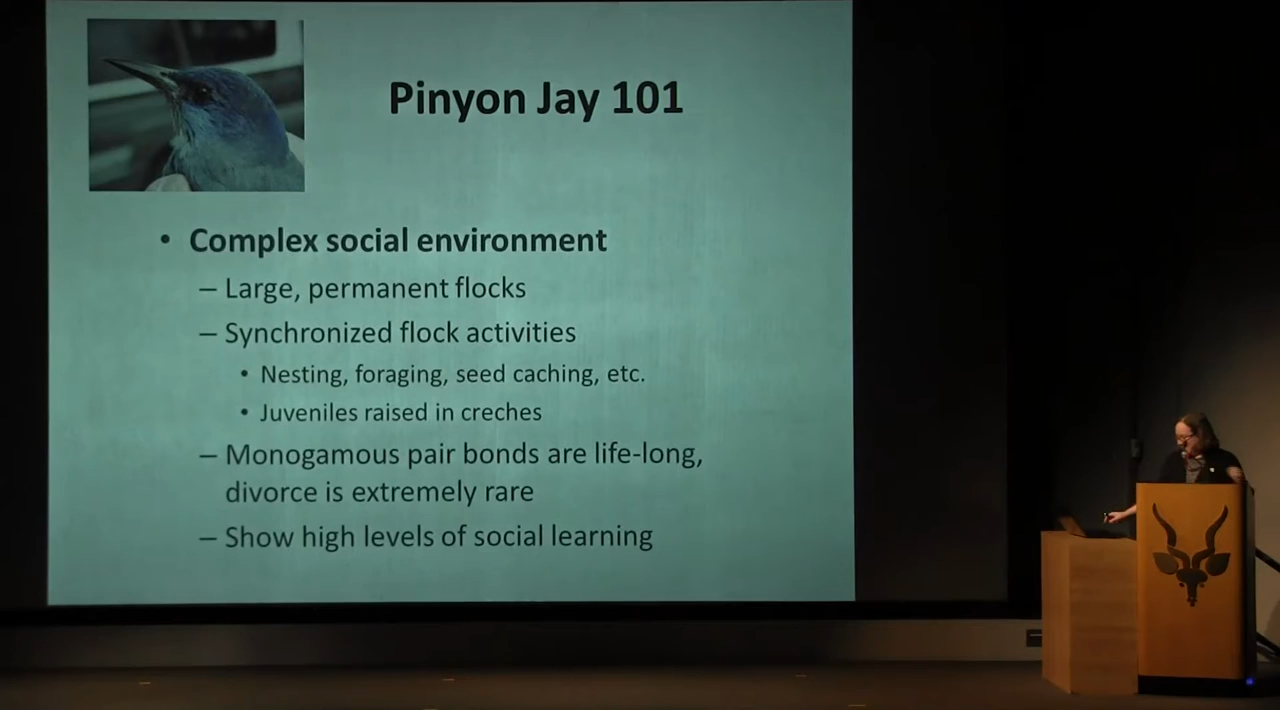 Pinyon Jay 101
• Complex social environment
– Large, permanent flocks
– Synchronized flock activities
• Nesting, foraging, seed caching, etc.
• Juveniles raised in creches
– Monogamous pair bonds are life-long,
divorce is extremely rare
– Show high levels of social learning